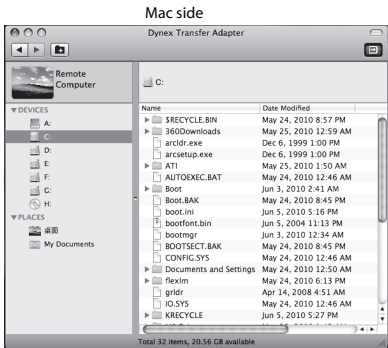 Mac side
Dynex Transfer Adapter
Remote
Computer
C:
DEVICES
A:
C:
D:
E:
F:
G:
H:
PLACES
桌面
My Documents
Name Date Modified
$RECYCLE.BIN May 24, 2010 8:57 PM
360Downloads May 25, 2010 12:59 AM
arcldr.exe Dec 6, 1999 1:00 PM
arcsetup.exe Dec 6, 1999 1:00 PM
ATI May 25, 2010 1:50 AM
AUTOEXEC.BAT May 24, 2010 12:46 AM
Boot Jun 3, 2010 2:41 AM
Boot.BAK May 24, 2010 8:45 PM
boot.ini Jun 5, 2010 5:16 PM
bootfont.bin Jun 5, 2004 11:13 PM
bootmgr Jun 3, 2010 12:34 AM
BOOTSECT.BAK May 24, 2010 8:45 PM
CONFIG.SYS May 24, 2010 12:46 AM
Documents and Settings May 24, 2010 12:50 AM
flexlm May 24, 2010 6:13 PM
grldr Apr 14, 2008 4:51 AM
IO.SYS May 24, 2010 12:46 AM
KRECYCLE Jun 5, 2010 5:27 PM
Total 32 items, 20.56 GB available